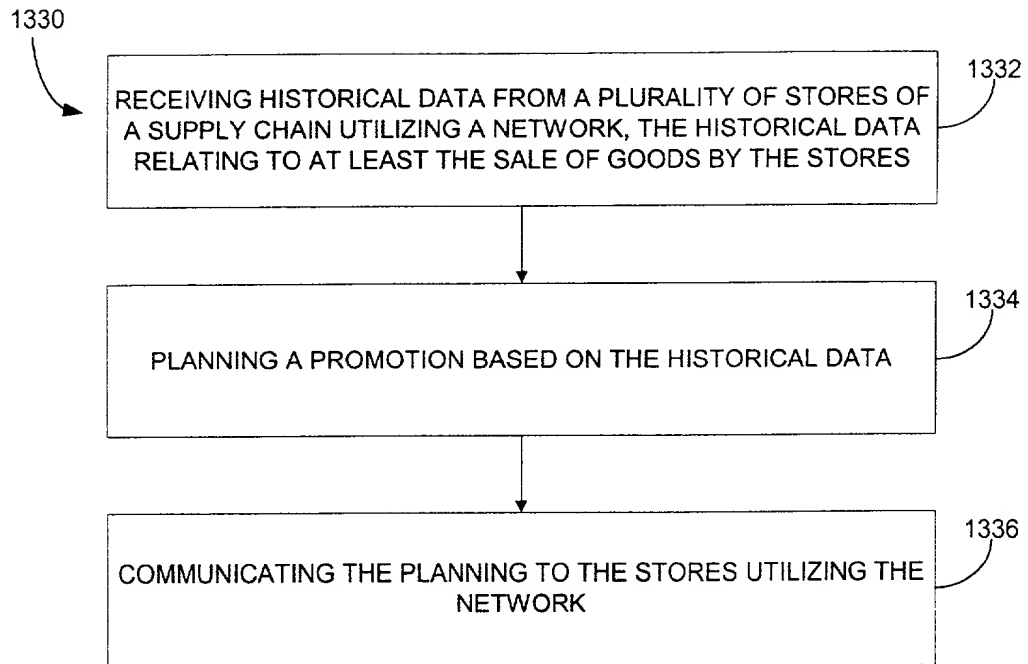 1330
1332
RECEIVING HISTORICAL DATA FROM A PLURALITY OF STORES OF
A SUPPLY CHAIN UTILIZING A NETWORK, THE HISTORICAL DATA
RELATING TO AT LEAST THE SALE OF GOODS BY THE STORES
1334
PLANNING A PROMOTION BASED ON THE HISTORICAL DATA
1336
COMMUNICATING THE PLANNING TO THE STORES UTILIZING THE
NETWORK